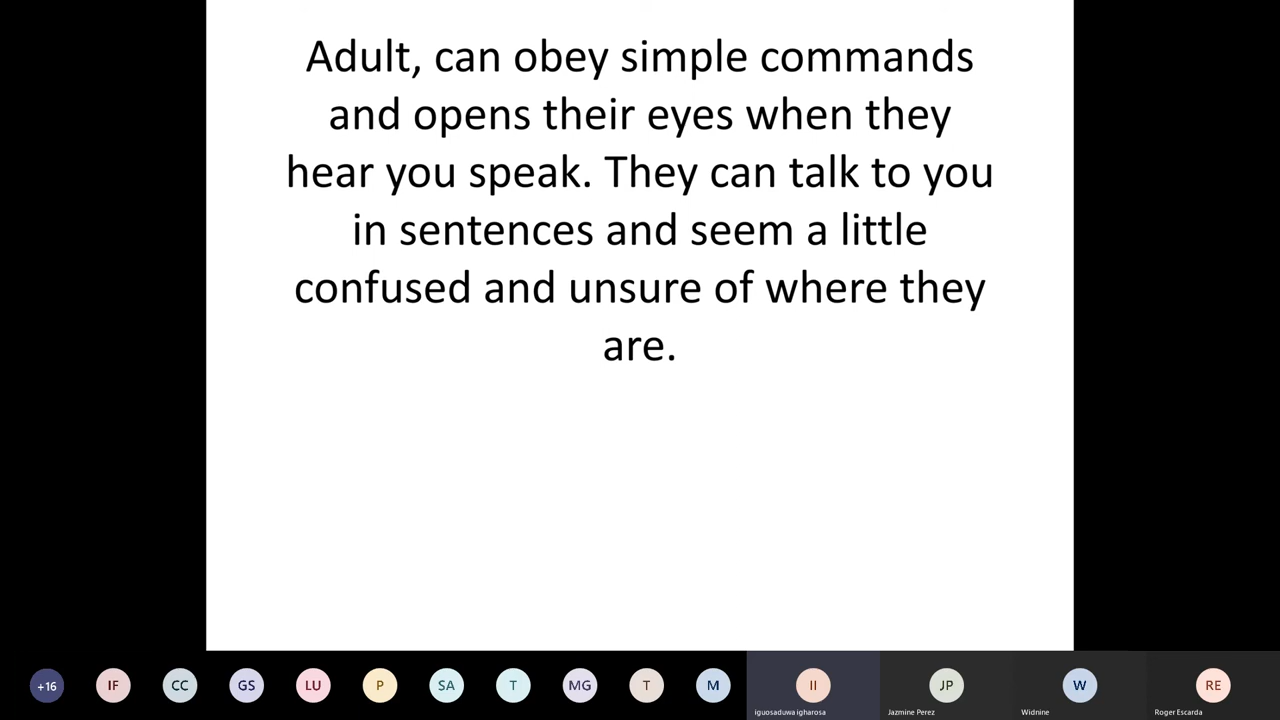 Adult, can obey simple commands
and opens their eyes when they
hear you speak. They can talk to you
in sentences and seem a little
confused and unsure of where they
are.
+16 IF CC GS LU P SA T MG T M II JP W RE
iguosaduwa igharosa Jazmine Perez Widnine Roger Escarda